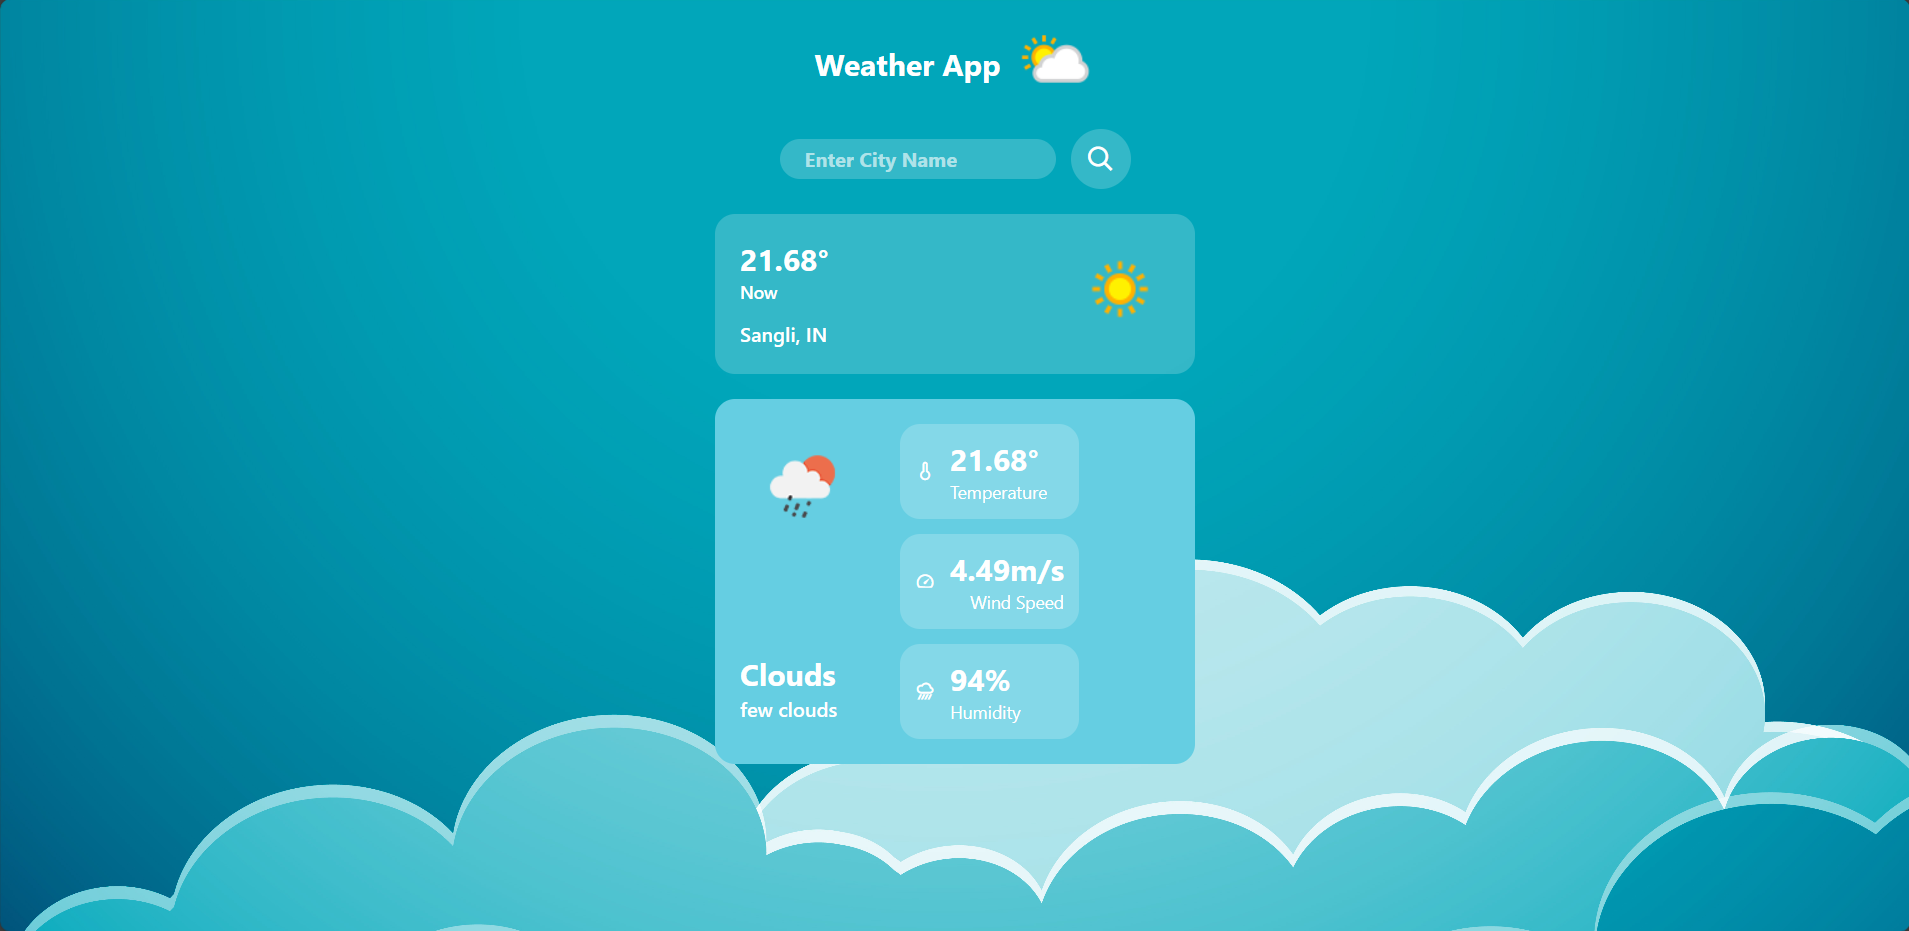 Weather App
Enter City Name
21.68°
Now
Sangli, IN
21.68°
Temperature
4.49m/s
Wind Speed
Clouds
few clouds
94%
Humidity